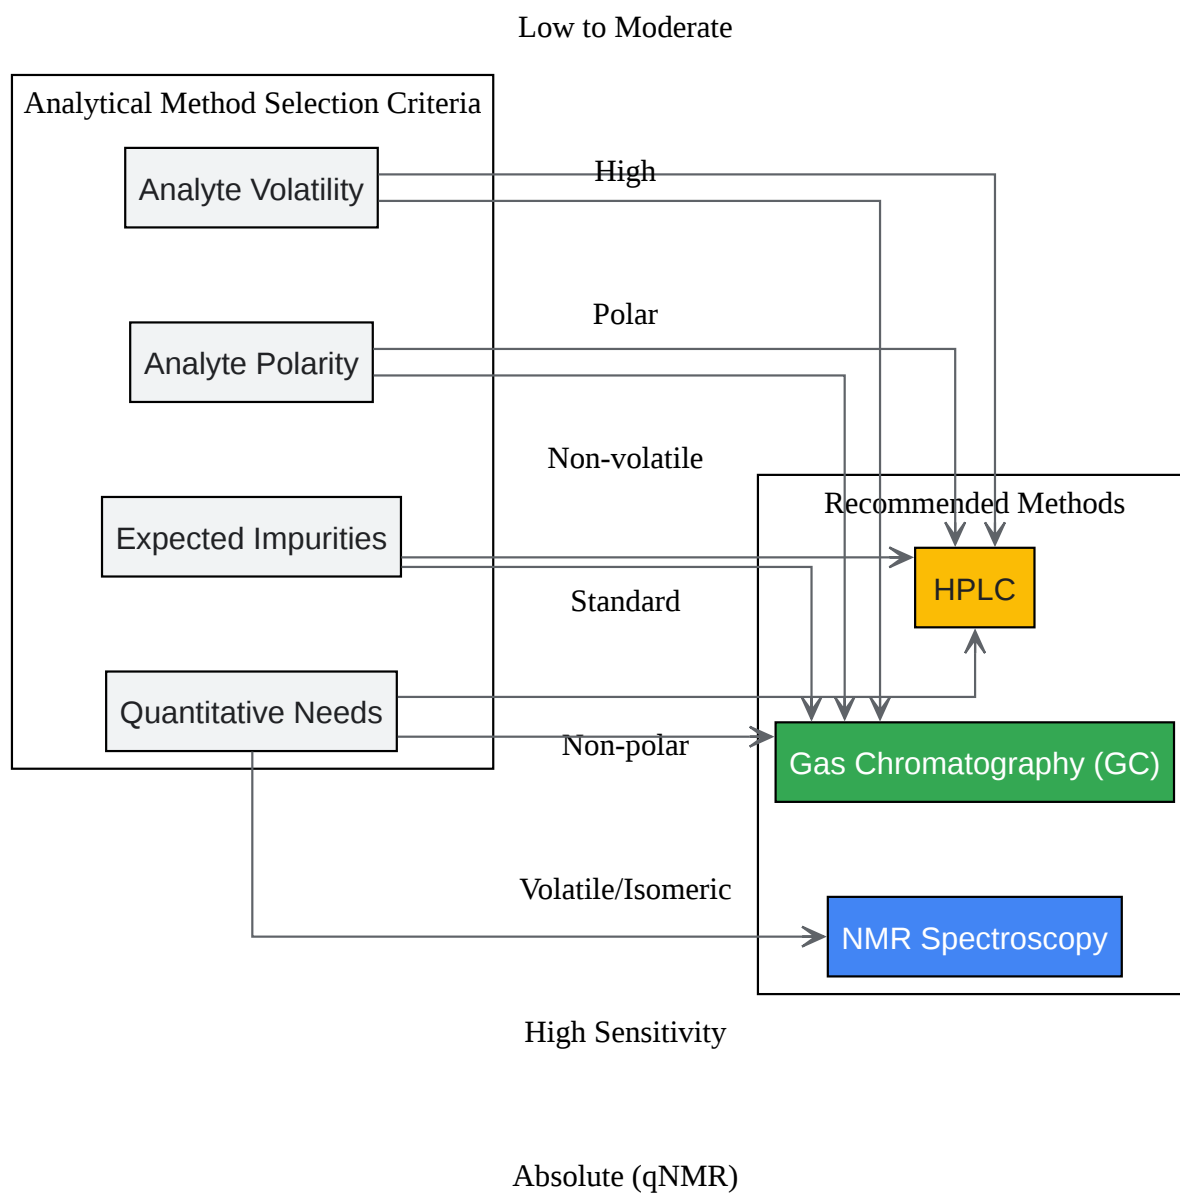 Low to Moderate
Analytical Method Selection Criteria
High
Analyte Volatility
Polar
Analyte Polarity
Non-volatile
Recommended Methods
Expected Impurities
HPLC
Standard
Quantitative Needs
Non-polar
Gas Chromatography (GC)
Volatile/Isomeric
NMR Spectroscopy
High Sensitivity
Absolute (qNMR)